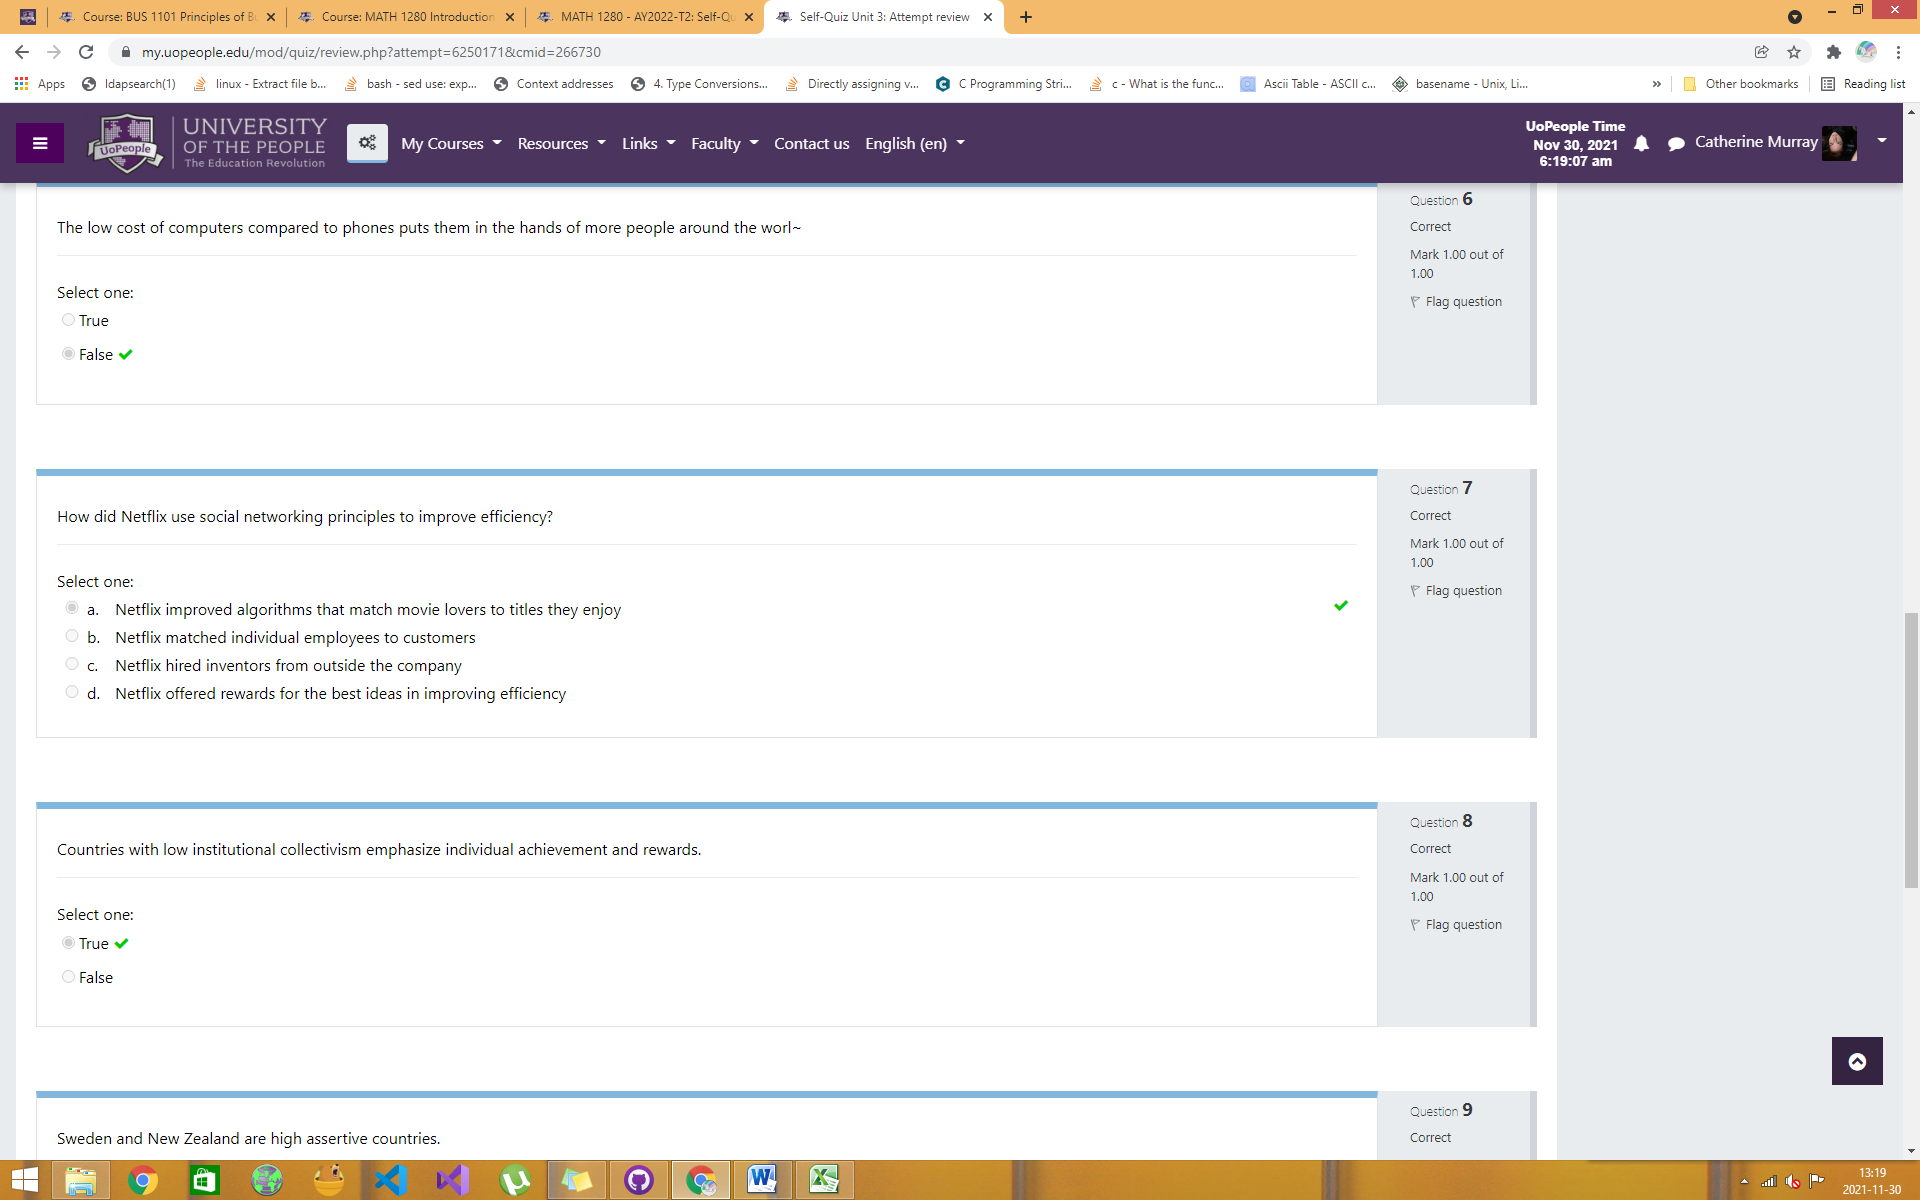 Course: BUS 1101 Principles of B
Course: MATH 1280 Introduction
MATH 1280 - AY2022-T2: Self-Qu
Self-Quiz Unit 3: Attempt review
my.uopeople.edu/mod/quiz/review.php?attempt=6250171&cmid=266730
Apps
ldapsearch(1)
linux - Extract file b...
bash - sed use: exp...
Context addresses
4. Type Conversions...
Directly assigning v...
C Programming Stri...
c - What is the func...
Ascii Table - ASCII c...
basename - Unix, Li...
»
Other bookmarks
Reading list
UoPeople
UNIVERSITY
OF THE PEOPLE
The Education Revolution
My Courses
Resources
Links
Faculty
Contact us
English (en)
UoPeople Time
Nov 30, 2021
6:19:07 am
Catherine Murray
The low cost of computers compared to phones puts them in the hands of more people around the worl~
Select one:
True
False
Question 6
Correct
Mark 1.00 out of
1.00
Flag question
How did Netflix use social networking principles to improve efficiency?
Select one:
a. Netflix improved algorithms that match movie lovers to titles they enjoy
b. Netflix matched individual employees to customers
c. Netflix hired inventors from outside the company
d. Netflix offered rewards for the best ideas in improving efficiency
Question 7
Correct
Mark 1.00 out of
1.00
Flag question
Countries with low institutional collectivism emphasize individual achievement and rewards.
Select one:
True
False
Question 8
Correct
Mark 1.00 out of
1.00
Flag question
Sweden and New Zealand are high assertive countries.
Question 9
Correct
13:19
2021-11-30